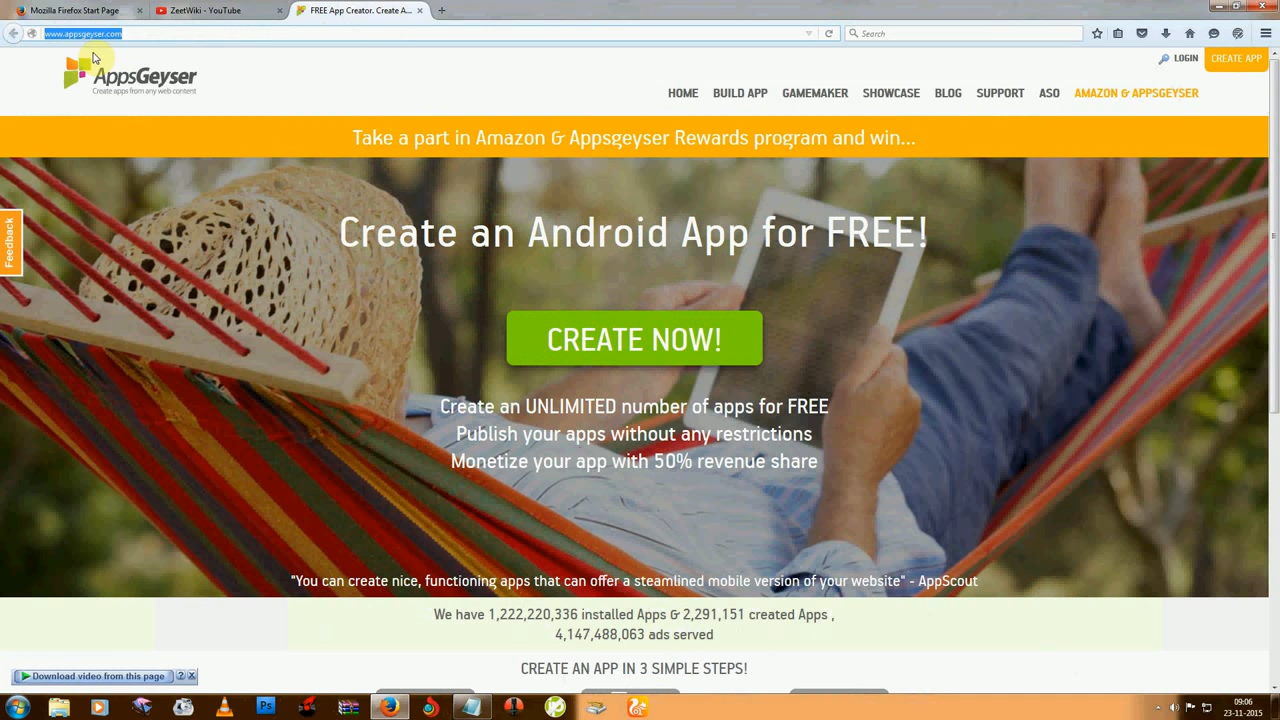 Mozilla Firefox Start Page
ZeetWiki - YouTube
FREE App Creator. Create A...
www.appsgeyser.com
Search
AppsGeyser
Create apps from any web content
LOGIN
CREATE APP
HOME
BUILD APP
GAMEMAKER
SHOWCASE
BLOG
SUPPORT
ASO
AMAZON & APPSGEYSER
Take a part in Amazon & Appsgeyser Rewards program and win...
Feedback
Create an Android App for FREE!
CREATE NOW!
Create an UNLIMITED number of apps for FREE
Publish your apps without any restrictions
Monetize your app with 50% revenue share
"You can create nice, functioning apps that can offer a steamlined mobile version of your website" - AppScout
We have 1,222,220,336 installed Apps & 2,291,151 created Apps ,
4,147,488,063 ads served
CREATE AN APP IN 3 SIMPLE STEPS!
Download video from this page
?
Ps
09:06
23-11-2015